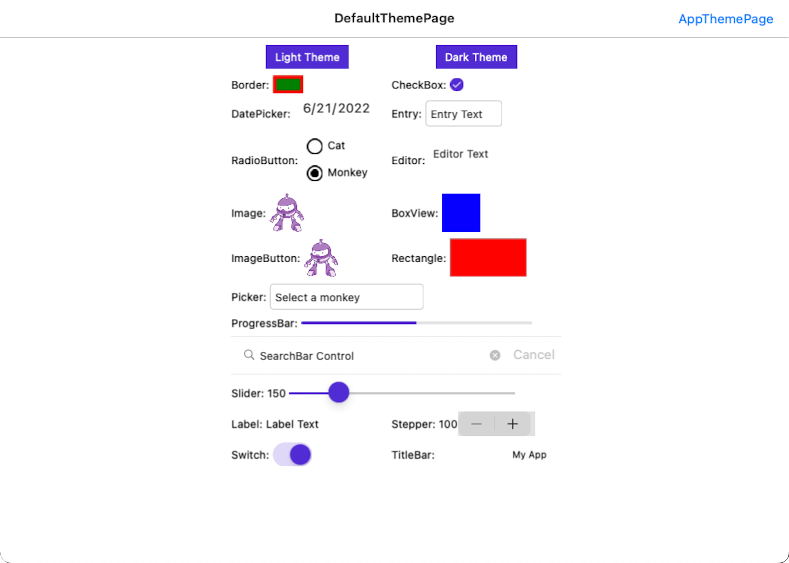 DefaultThemePage
AppThemePage
Light Theme
Dark Theme
Border:
CheckBox:
DatePicker: 6/21/2022
Entry: Entry Text
RadioButton:
Cat
Monkey
Editor: Editor Text
Image:
BoxView:
ImageButton:
Rectangle:
Picker: Select a monkey
ProgressBar:
SearchBar Control
Cancel
Slider: 150
Label: Label Text
Stepper: 100
Switch:
TitleBar: My App